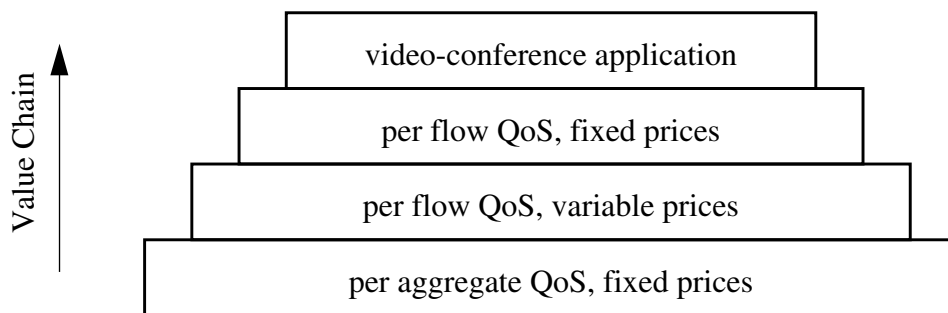 video-conference application
per flow QoS, fixed prices
per flow QoS, variable prices
per aggregate QoS, fixed prices
Value Chain